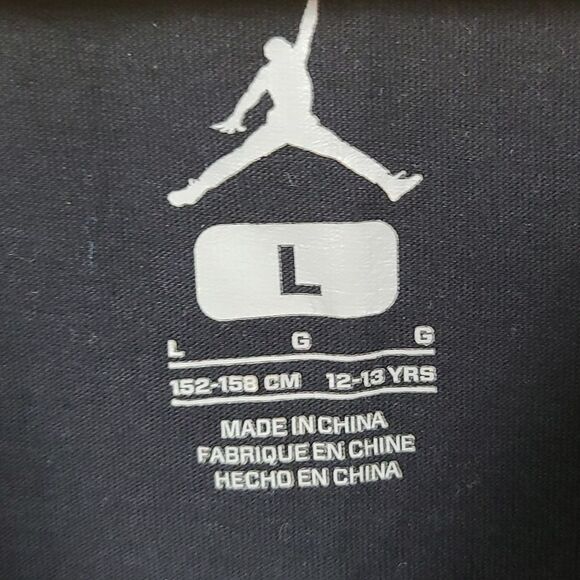 L
L G G
152-158 CM 12-13 YRS
MADE IN CHINA
FABRIQUE EN CHINE
HECHO EN CHINA